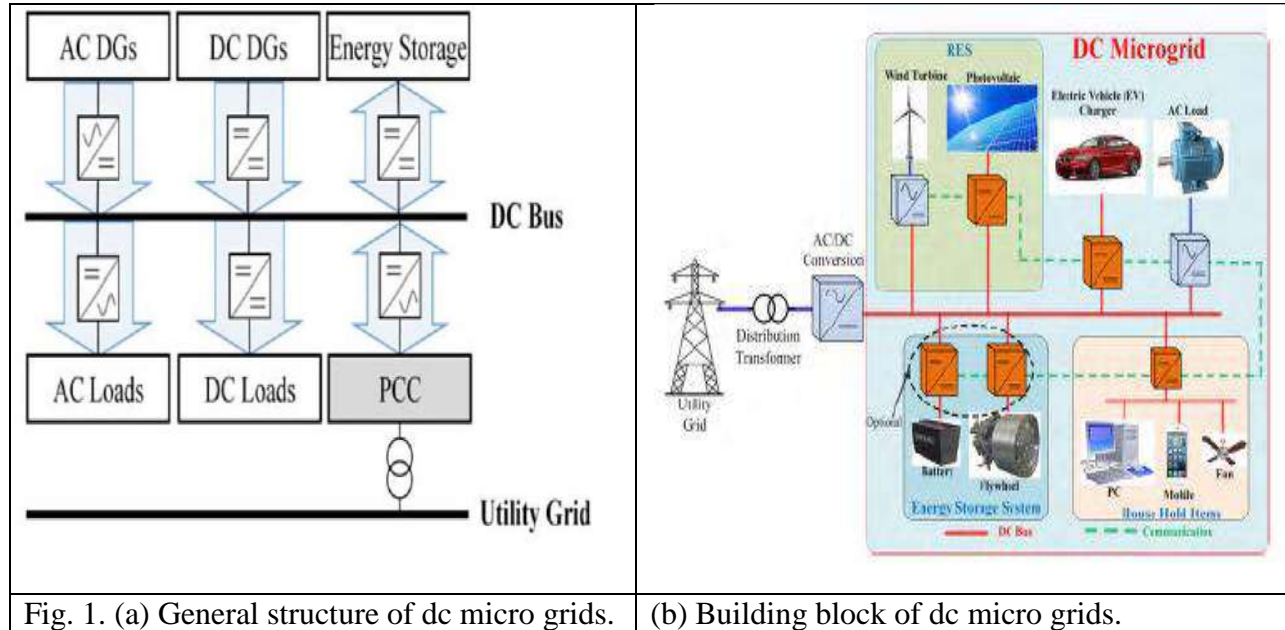 AC DGs
DC DGs
Energy Storage
DC Bus
AC Loads
DC Loads
PCC
Utility Grid
RES
DC Microgrid
Wind Turbine
Photovoltaic
Electric Vehicle (EV)
Charger
AC Load
AC/DC
Conversion
Distribution
Transformer
Utility
Grid
Optional
Battery
Flywheel
Energy Storage System
PC
Mobile
Fan
House Hold Items
DC Bus
Communication
Fig. 1. (a) General structure of dc micro grids.
(b) Building block of dc micro grids.